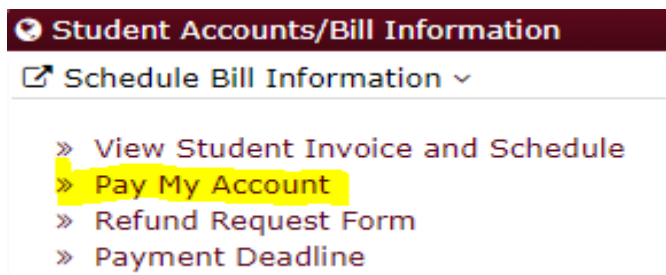 Student Accounts/Bill Information
Schedule Bill Information
» View Student Invoice and Schedule
» Pay My Account
» Refund Request Form
» Payment Deadline